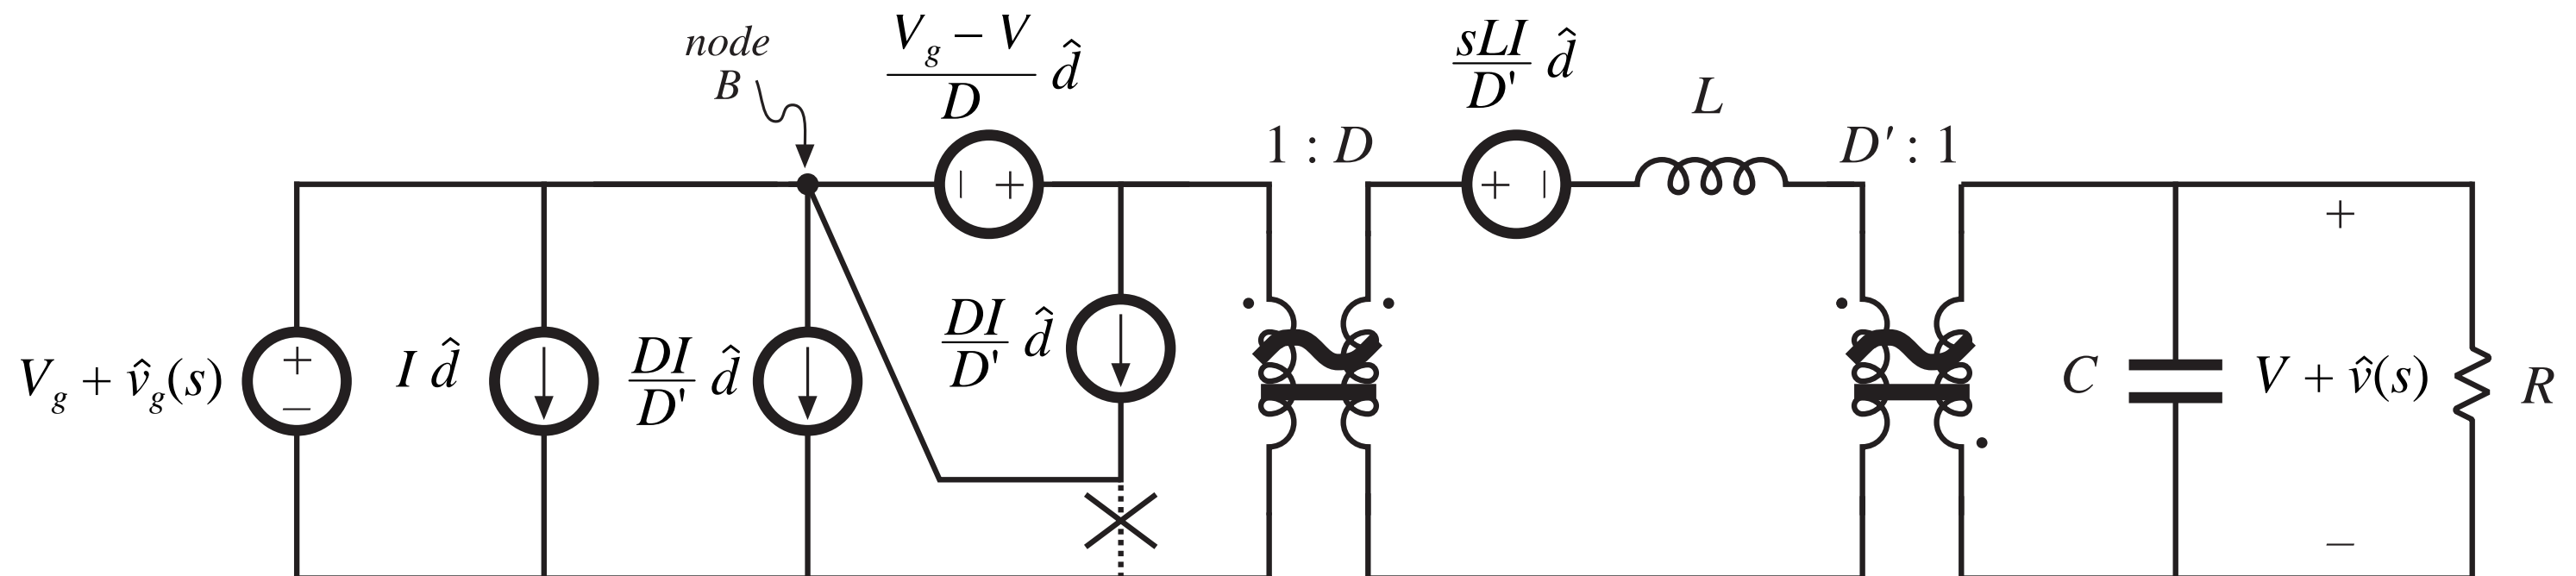 node
B
V_g − V
D
d̂
sLI
D'
d̂
L
1 : D
D′ : 1
+
−
+
+
−
V_g + v̂_g(s)
+
−
I d̂
DI
D'
d̂
DI
D'
d̂
C
V + v̂(s)
R
−